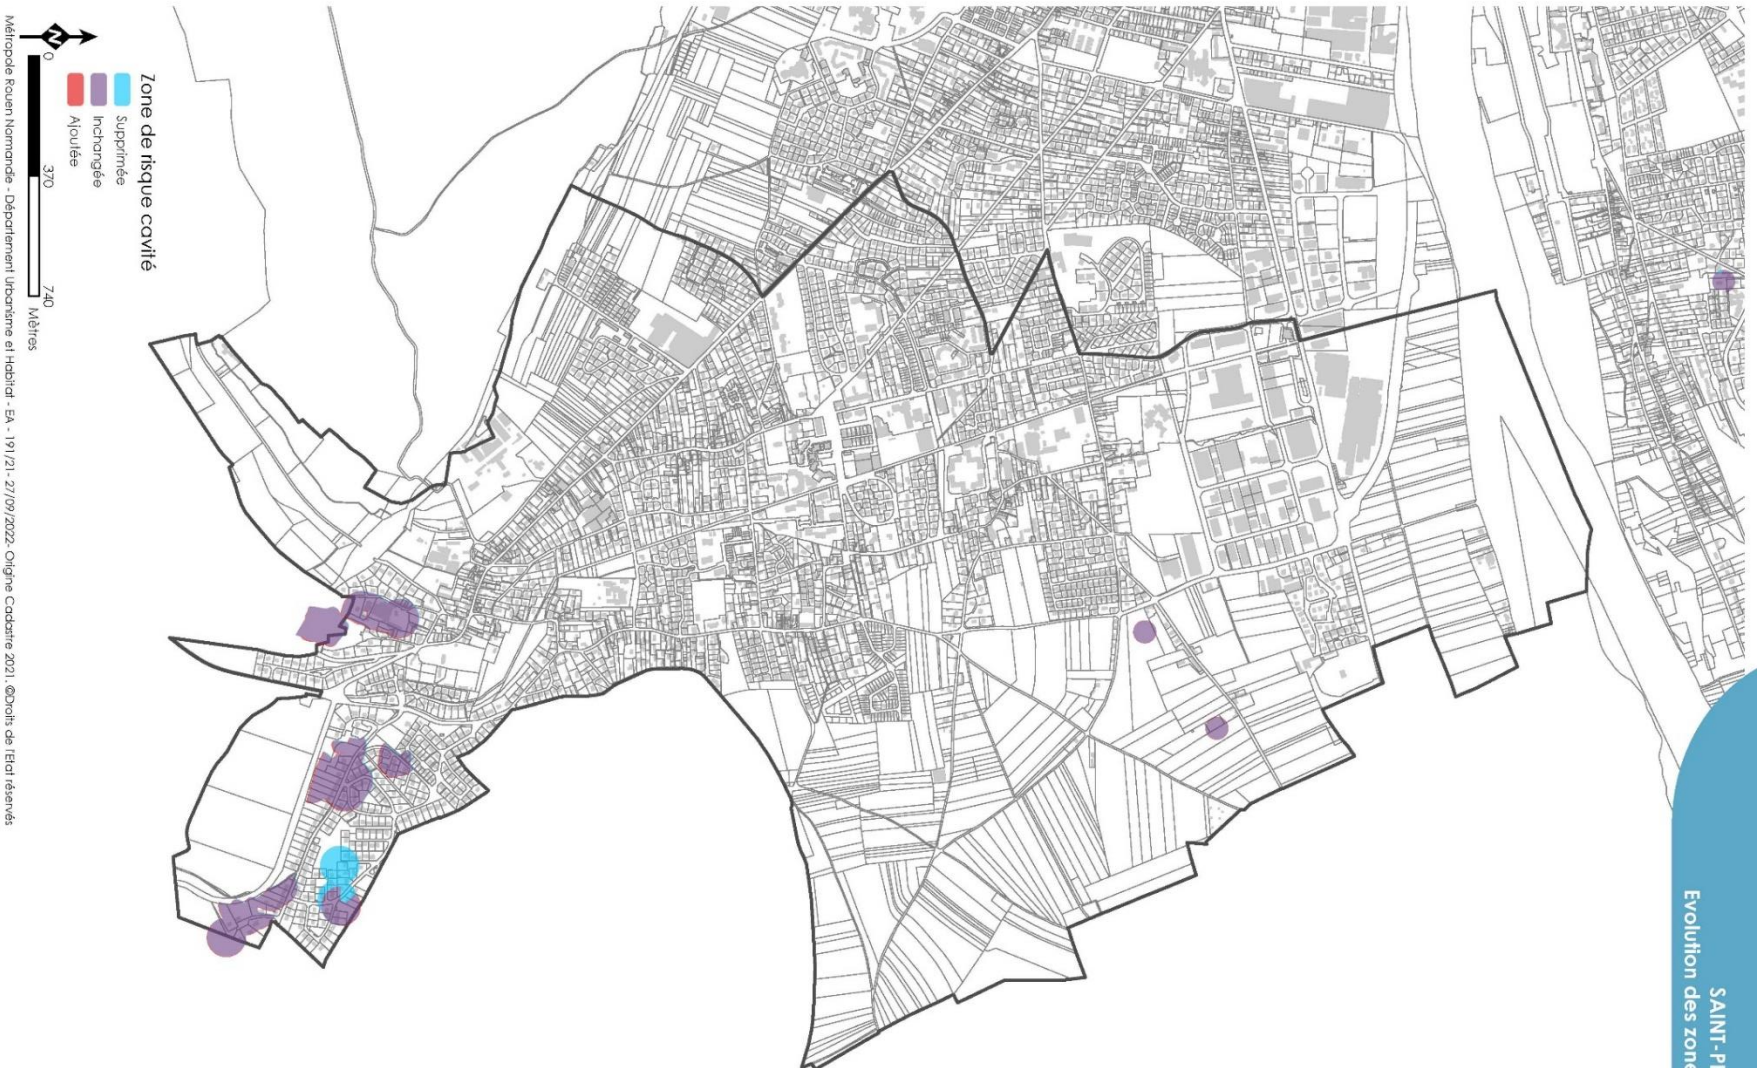 SAINT-PI
Evolution des zone
Zone de risque cavité
Supprimée
Inchangée
Ajoutée
N
0 370 740
Mètres
Métropole Rouen Normandie - Département Urbanisme et Habitat - EA - 191/21- 27/09/2022- Origine Cadastre 2021. ©Droits de l'Etat réservés